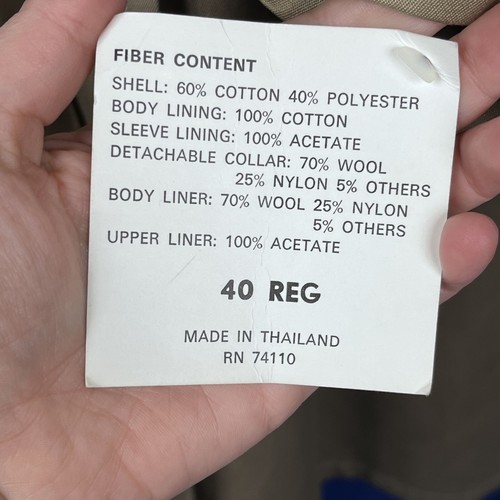 FIBER CONTENT
SHELL: 60% COTTON 40% POLYESTER
BODY LINING: 100% COTTON
SLEEVE LINING: 100% ACETATE
DETACHABLE COLLAR: 70% WOOL
25% NYLON 5% OTHERS
BODY LINER: 70% WOOL 25% NYLON
5% OTHERS
UPPER LINER: 100% ACETATE
40 REG
MADE IN THAILAND
RN 74110